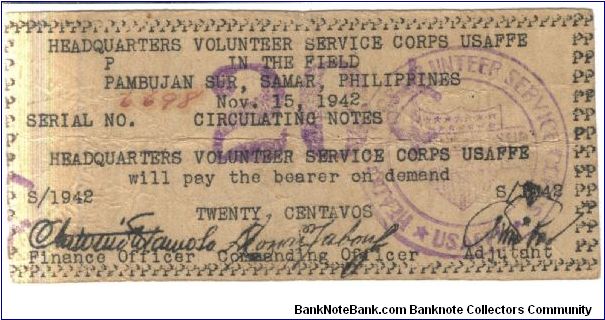 HEADQUARTERS VOLUNTEER SERVICE CORPS USAFFE
P IN THE FIELD
PAMBUJAN SUR, SAMAR, PHILIPPINES
6698 Nov. 15, 1942
SERIAL NO. CIRCULATING NOTES
HEADQUARTERS VOLUNTEER SERVICE CORPS USAFFE
will pay the bearer on demand
S/1942 S/1942
TWENTY CENTAVOS
Finance Officer Commanding Officer Adjutant
BankNoteBank.com Banknote Collectors Community